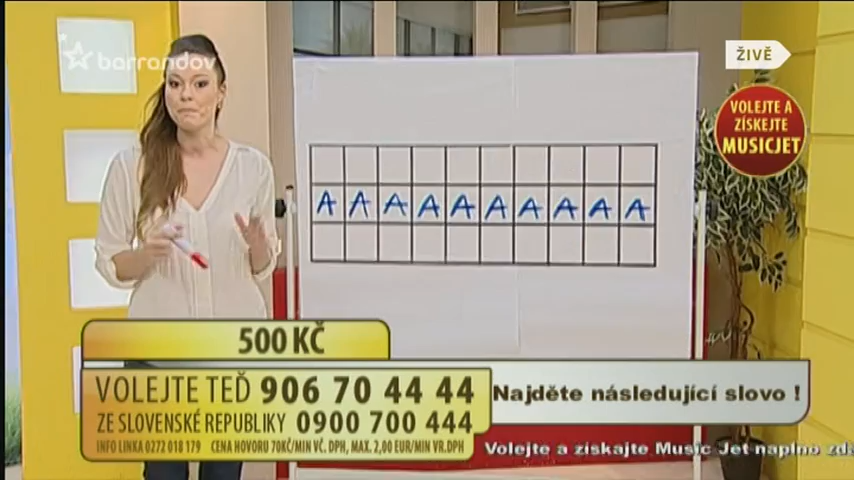 barrandov
ŽIVĚ
VOLEJTE A
ZÍSKEJTE
MUSICJET
A A A A A A A A A A
500 KČ
VOLEJTE TEĎ 906 70 44 44
ZE SLOVENSKÉ REPUBLIKY 0900 700 444
INFO LINKA 0272 018 179 CENA HOVORU 70KČ/MIN VČ. DPH, MAX. 2,00 EUR/MIN VR.DPH
Najděte následující slovo !
Volejte a získajte Music Jet naplno zda